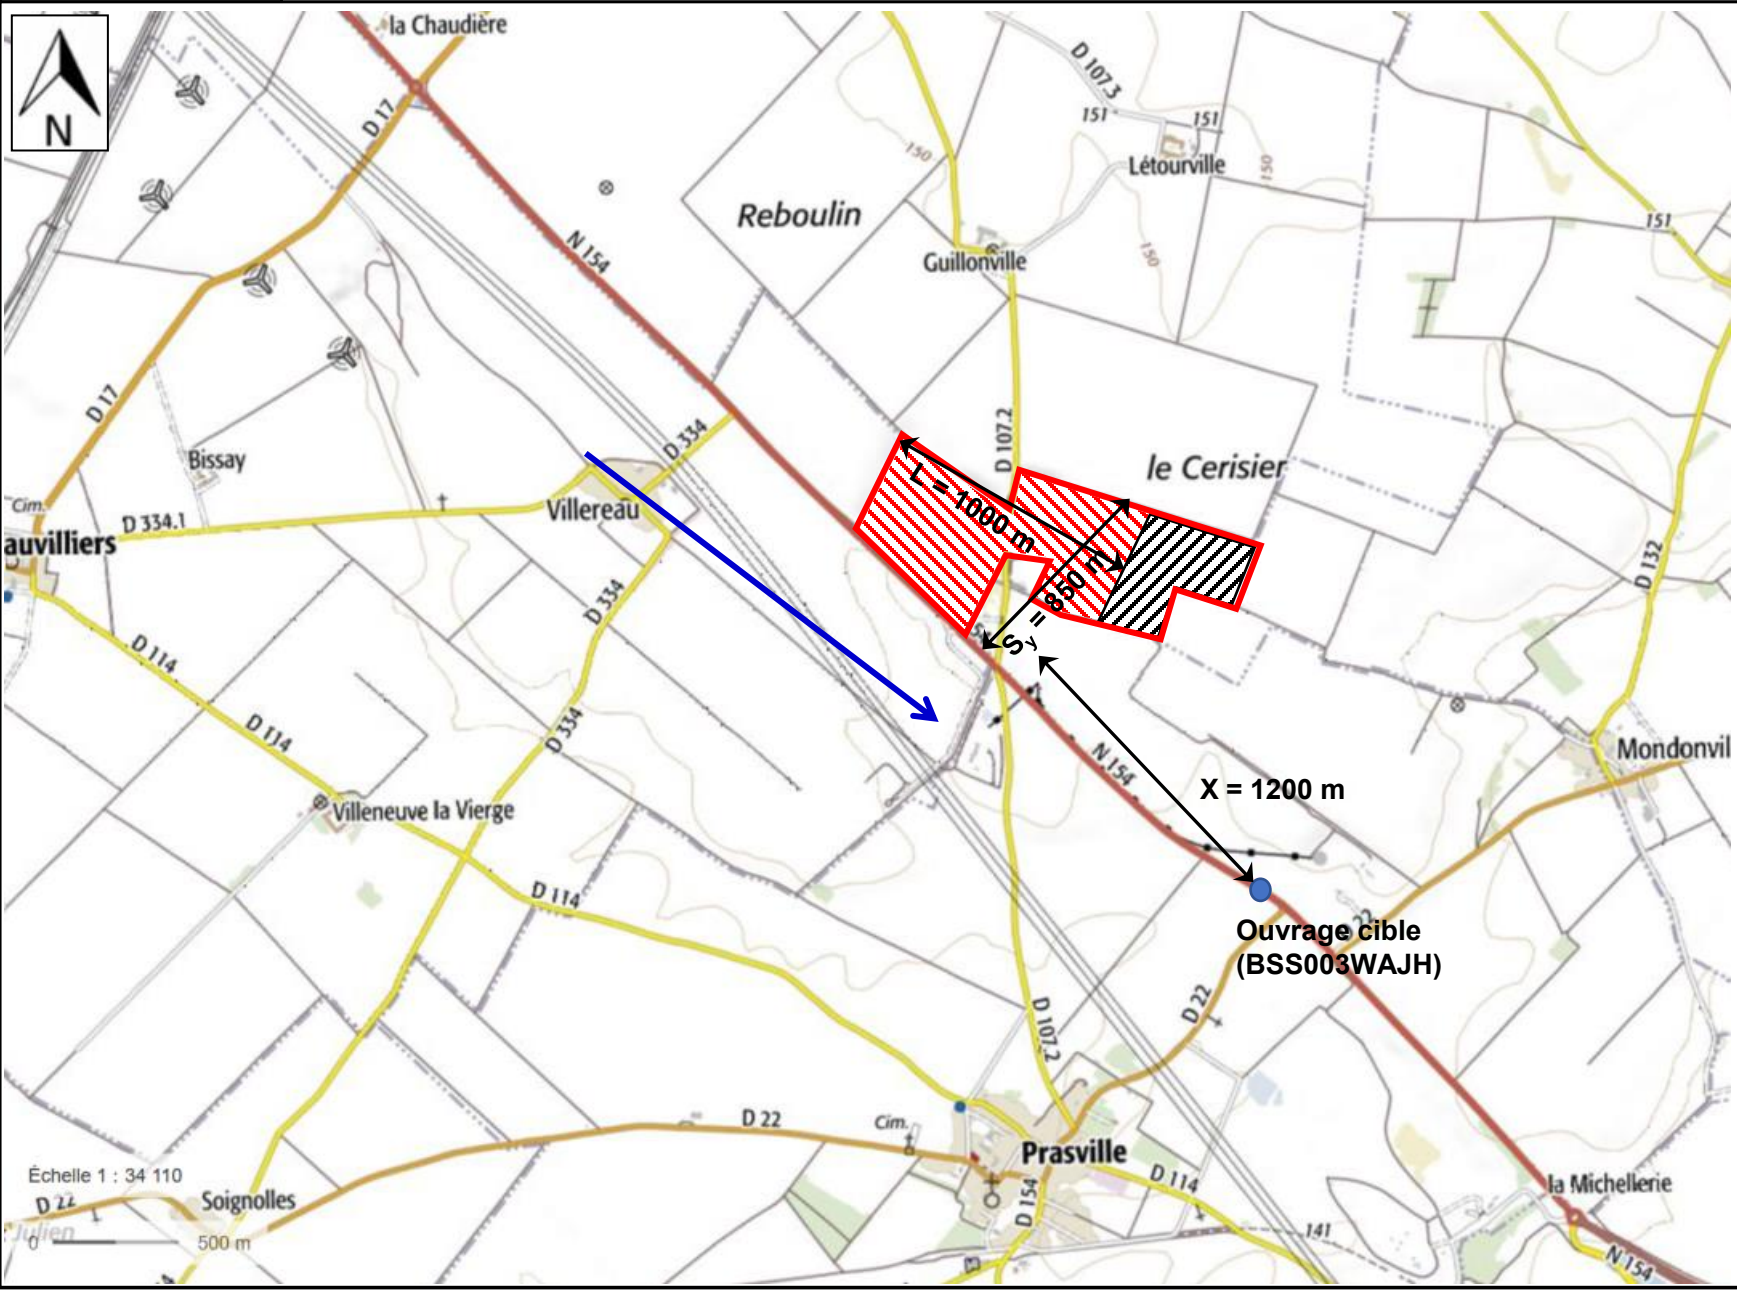 la Chaudière
N
D 17
D 107.3
151
151
150
Létourville
150
Reboulin
N 154
Guillonville
150
151
D 17
D 334
D 107.2
le Cerisier
Bissay
L = 1000 m
Cim.
Villereau
D 334.1
auvilliers
Sy = 850 m
D 132
D 334
D 114
D 114
D 334
N 154
Mondonvil
X = 1200 m
Villeneuve la Vierge
D 114
Ouvrage cible
(BSS003WAJH)
22
D 22
D 107.2
D 22
Cim.
Prasville
Échelle 1 : 34 110
D 114
la Michellerie
D 22
Soignolles
D 154
Julien
0
500 m
141
N 154